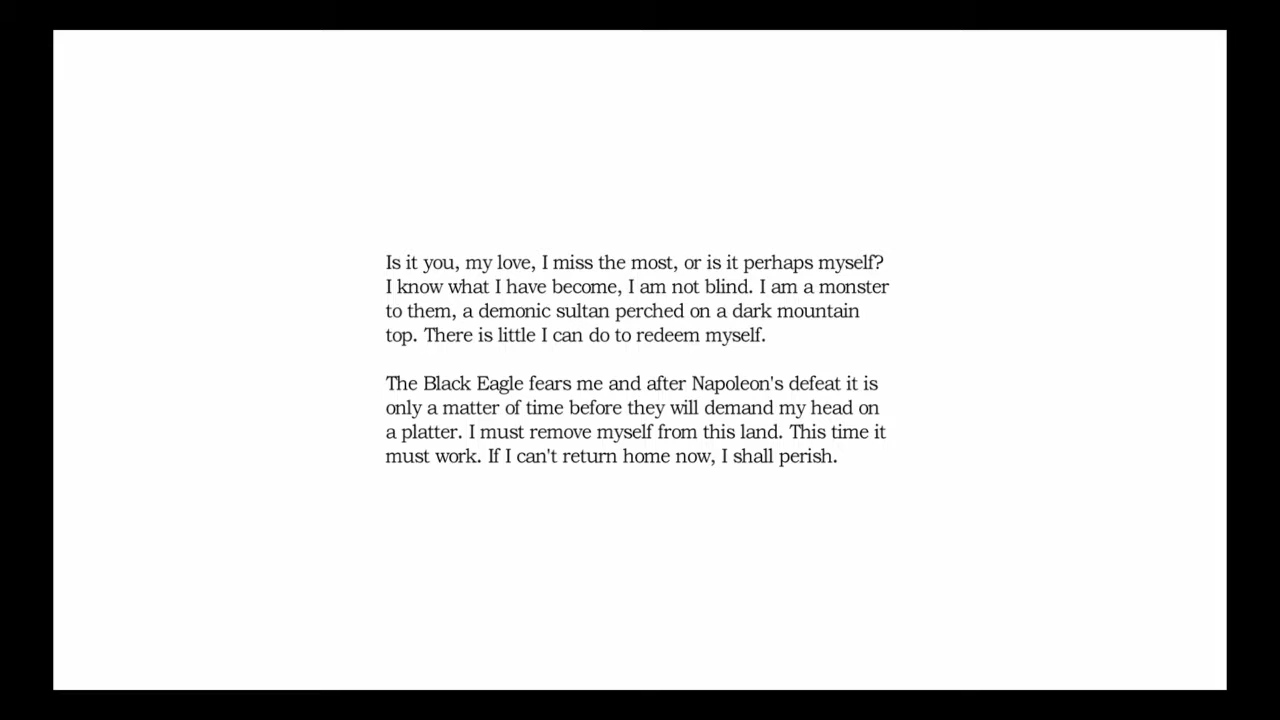 Is it you, my love, I miss the most, or is it perhaps myself?
I know what I have become, I am not blind. I am a monster
to them, a demonic sultan perched on a dark mountain
top. There is little I can do to redeem myself.
The Black Eagle fears me and after Napoleon's defeat it is
only a matter of time before they will demand my head on
a platter. I must remove myself from this land. This time it
must work. If I can't return home now, I shall perish.